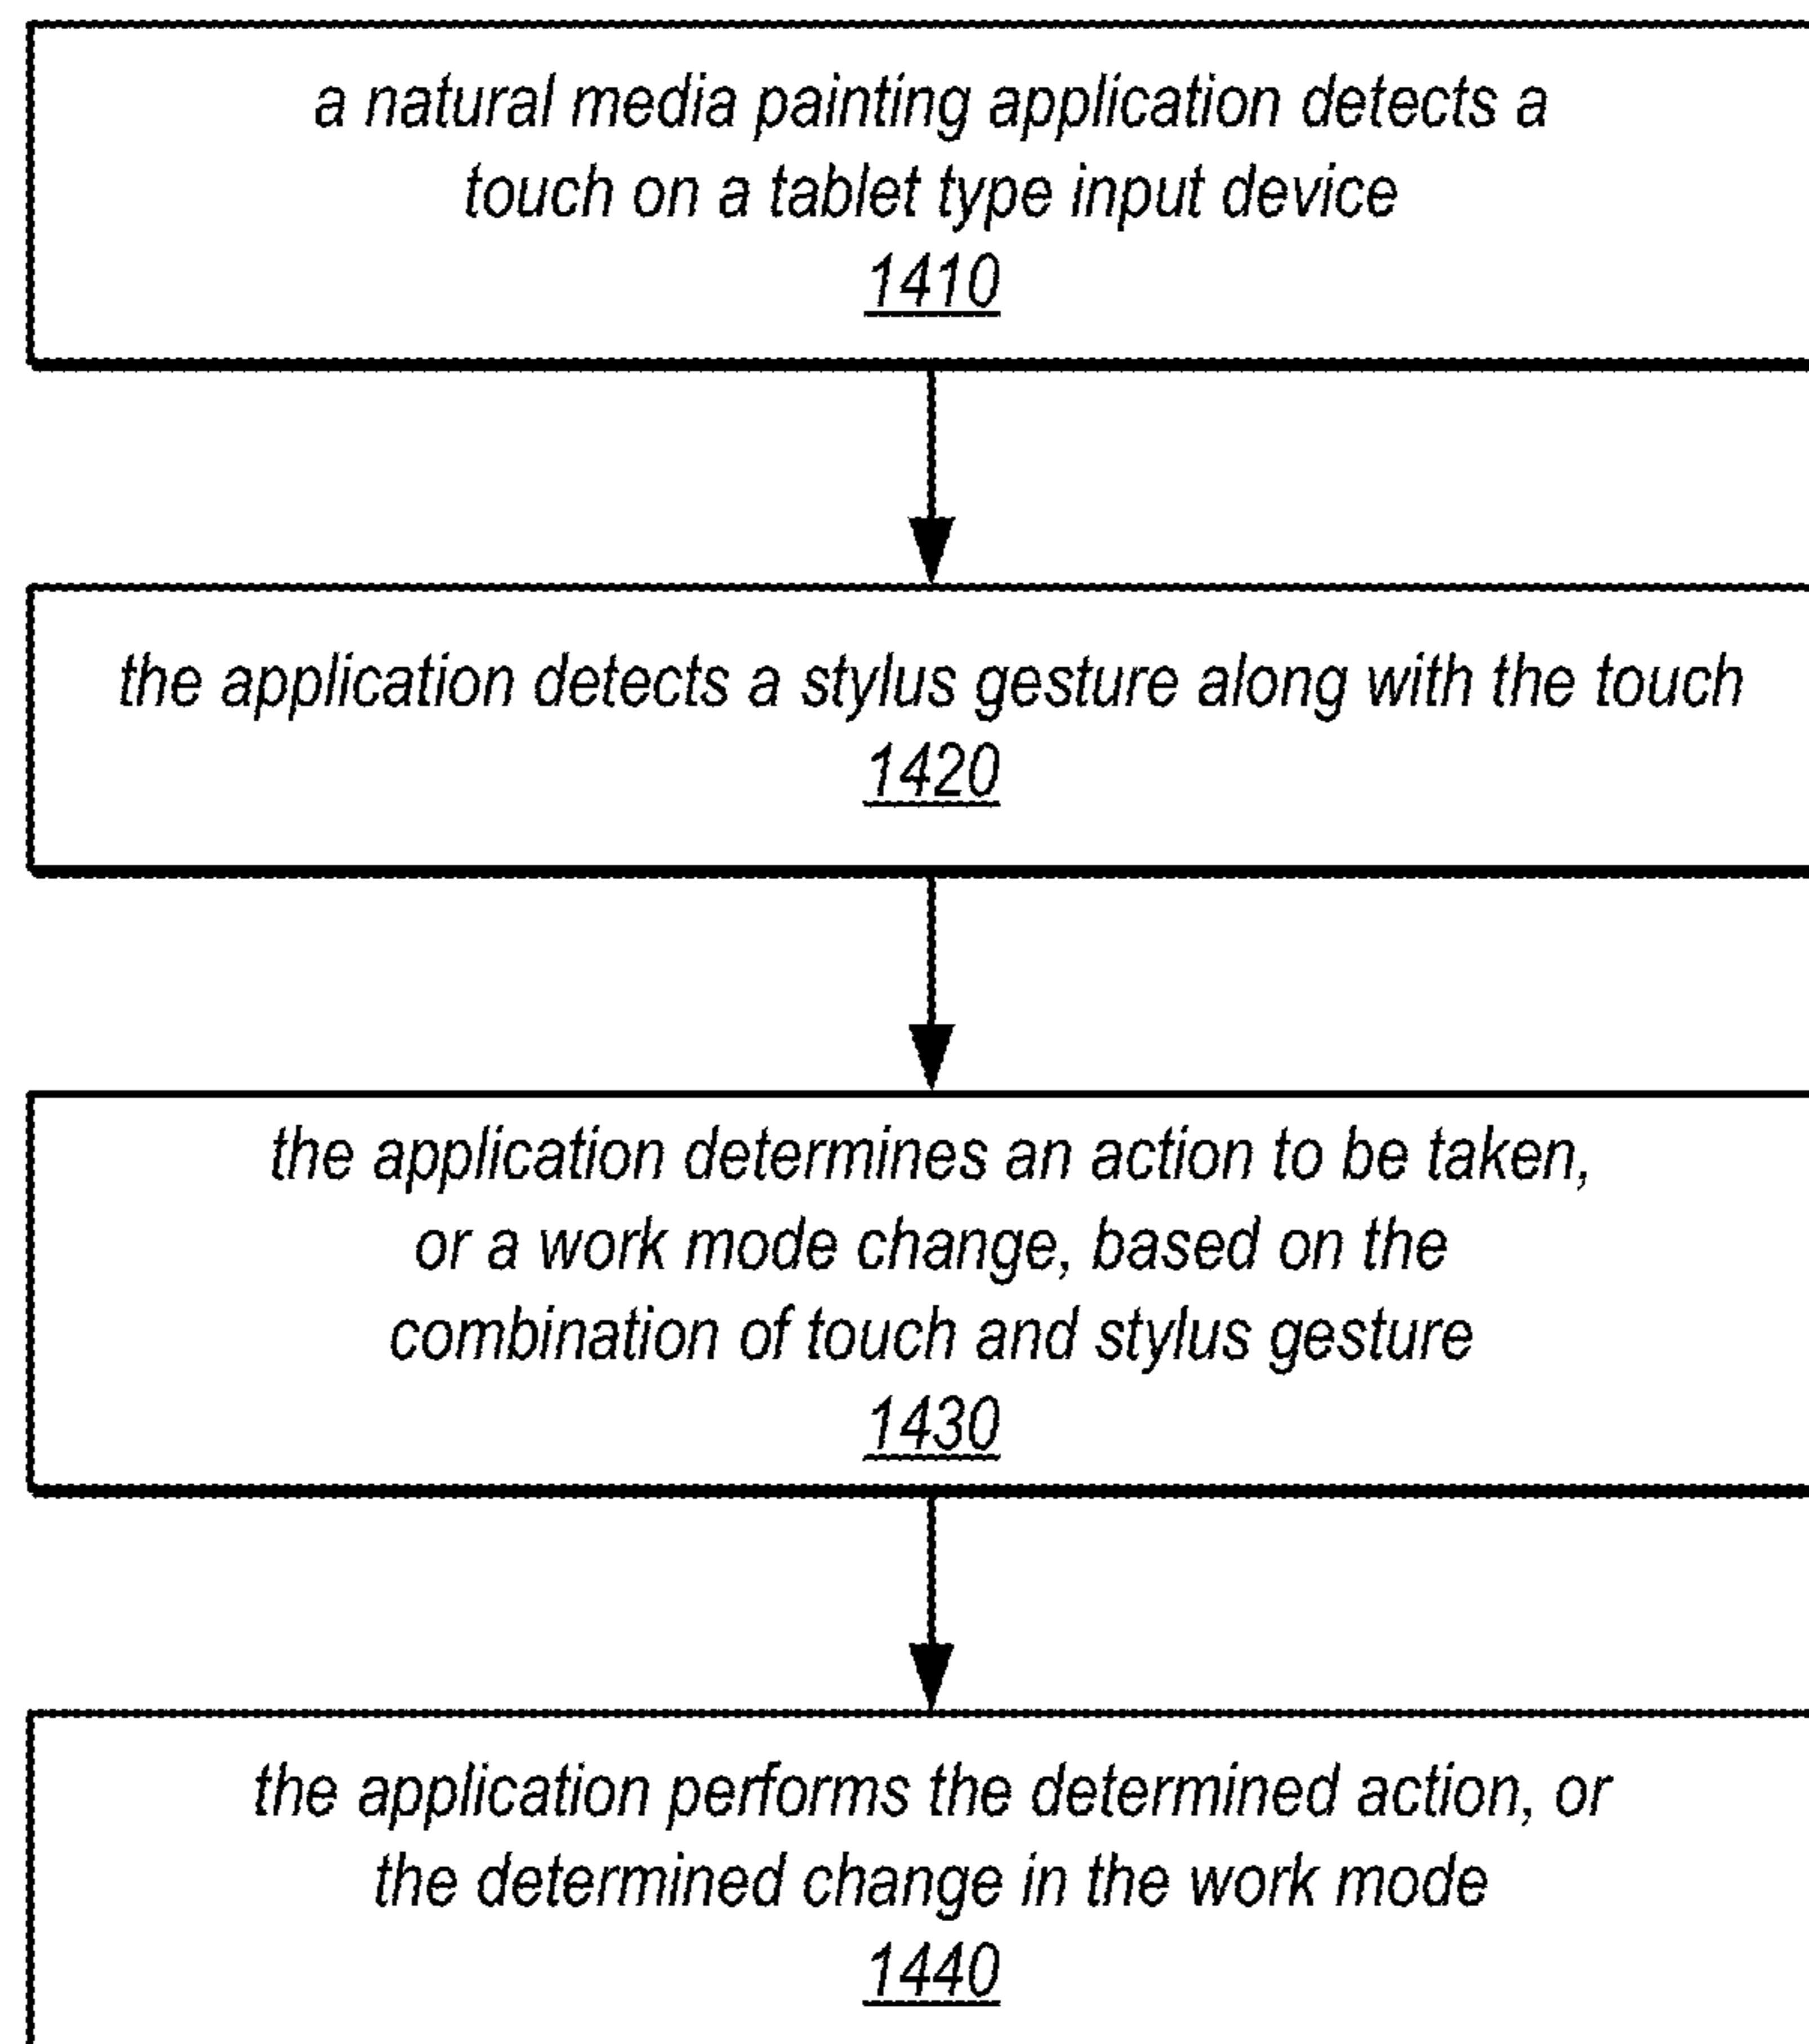 a natural media painting application detects a
touch on a tablet type input device
1410
the application detects a stylus gesture along with the touch
1420
the application determines an action to be taken,
or a work mode change, based on the
combination of touch and stylus gesture
1430
the application performs the determined action, or
the determined change in the work mode
1440